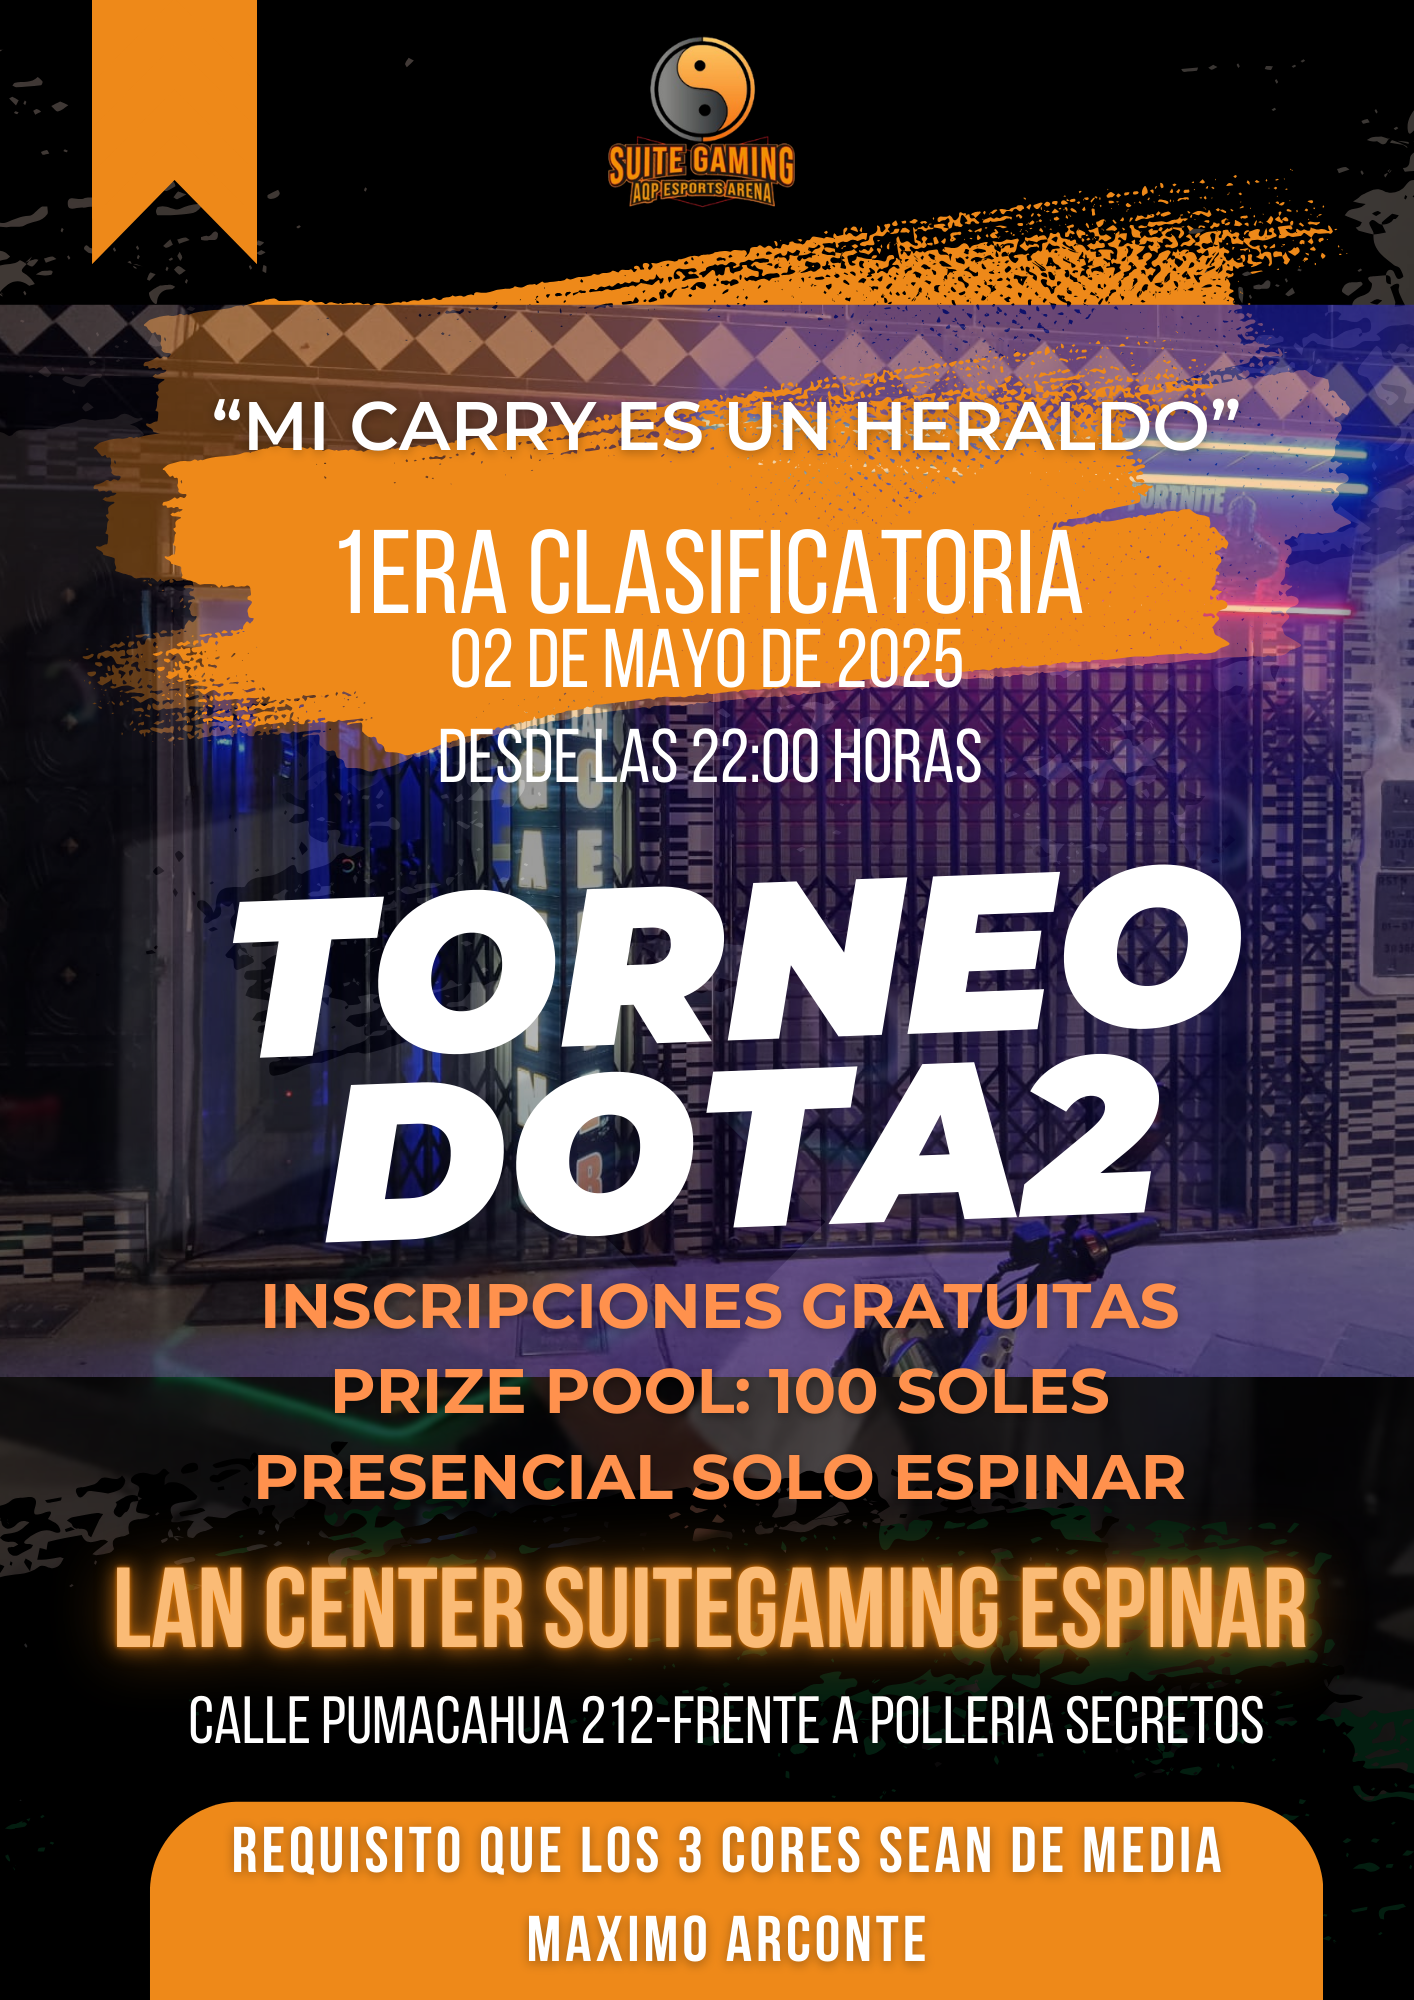 SUITE GAMING
AQP ESPORTS ARENA
“MI CARRY ES UN HERALDO”
FORTNITE
1ERA CLASIFICATORIA
02 DE MAYO DE 2025
DESDE LAS 22:00 HORAS
TORNEO
DOTA2
INSCRIPCIONES GRATUITAS
PRIZE POOL: 100 SOLES
PRESENCIAL SOLO ESPINAR
LAN CENTER SUITEGAMING ESPINAR
CALLE PUMACAHUA 212-FRENTE A POLLERIA SECRETOS
REQUISITO QUE LOS 3 CORES SEAN DE MEDIA
MAXIMO ARCONTE